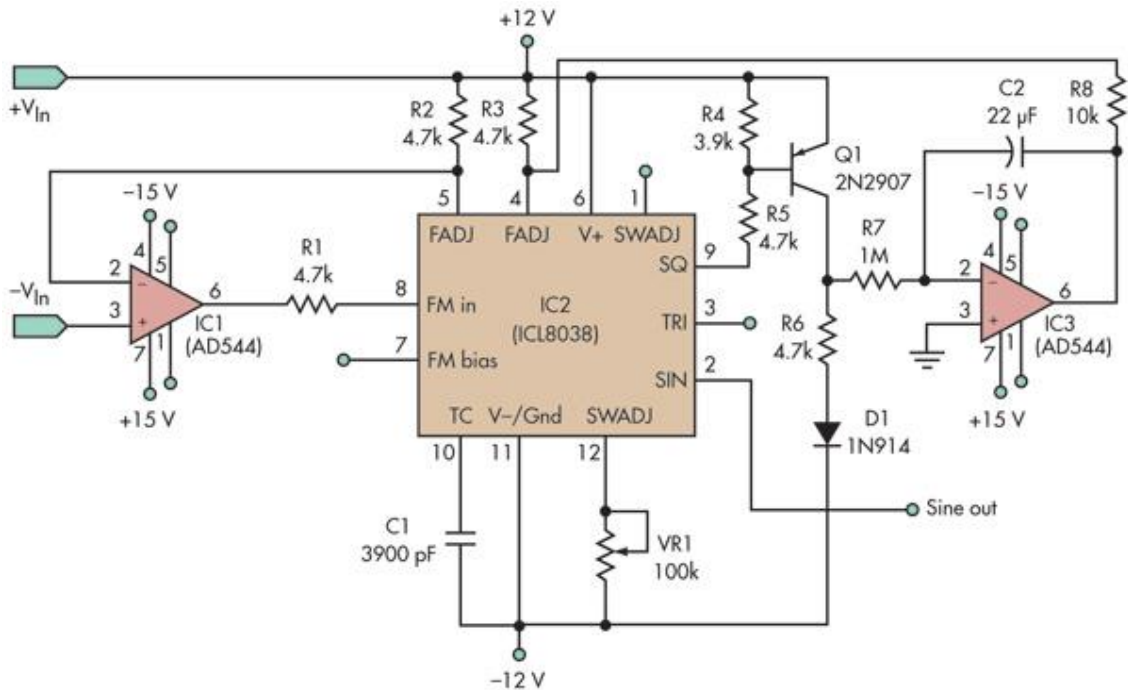 +12 V
+VIn
R2
4.7k
R3
4.7k
R4
3.9k
Q1
2N2907
C2
22 µF
R8
10k
–15 V
4
5
2
–
3
+
6
7
IC1
(AD544)
–VIn
+15 V
R1
4.7k
5
4
6
1
FADJ
FADJ
V+
SWADJ
8
FM in
7
FM bias
IC2
(ICL8038)
SQ
9
TRI
3
SIN
2
TC
V–/Gnd
SWADJ
10
11
12
R5
4.7k
R7
1M
R6
4.7k
D1
1N914
–15 V
4
5
2
–
3
+
6
7
IC3
(AD544)
+15 V
Sine out
C1
3900 pF
VR1
100k
–12 V